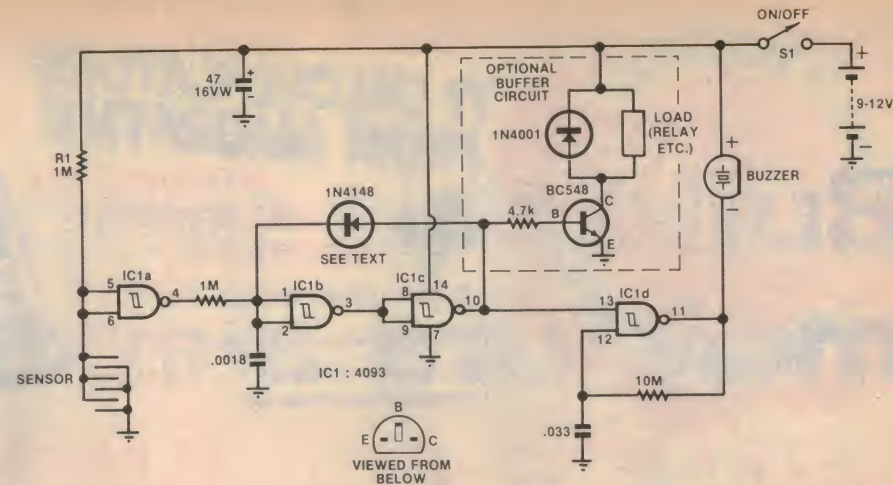 ON/OFF
S1
+
9-12V
−
47
16VW
+
-
OPTIONAL
BUFFER
CIRCUIT
1N4001
LOAD
(RELAY
ETC.)
R1
1M
1N4148
SEE TEXT
4.7k
BC548
B
C
E
+
BUZZER
−
IC1a
5
6
4
1M
IC1b
1
2
3
IC1c
8
9
14
7
10
IC1d
13
12
11
.0018
IC1 : 4093
10M
.033
SENSOR
B
E
C
VIEWED FROM
BELOW